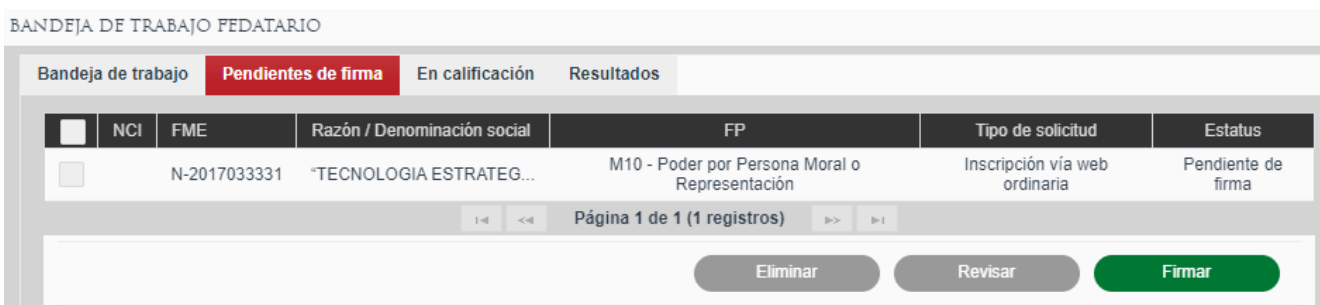 BANDEJA DE TRABAJO FEDATARIO
Bandeja de trabajo Pendientes de firma En calificación Resultados
NCI FME Razón / Denominación social FP Tipo de solicitud Estatus
N-2017033331 “TECNOLOGIA ESTRATEG... M10 - Poder por Persona Moral o Representación Inscripción vía web ordinaria Pendiente de firma
Página 1 de 1 (1 registros)
Eliminar Revisar Firmar